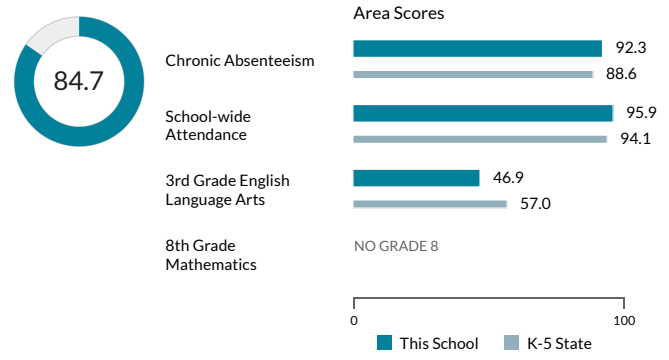 84.7
Area Scores
Chronic Absenteeism
92.3
88.6
School-wide
Attendance
95.9
94.1
3rd Grade English
Language Arts
46.9
57.0
8th Grade
Mathematics
NO GRADE 8
0
100
This School
K-5 State